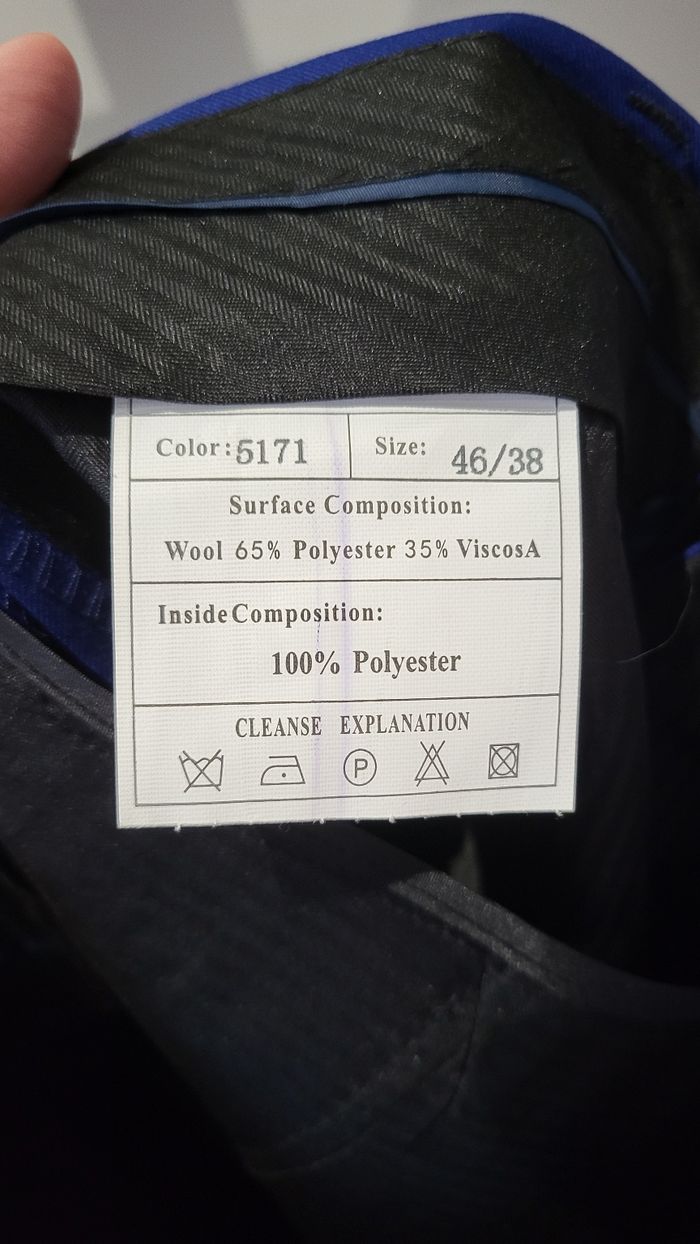 Color: 5171 Size: 46/38
Surface Composition:
Wool 65% Polyester 35% ViscosA
Inside Composition:
100% Polyester
CLEANSE EXPLANATION
P